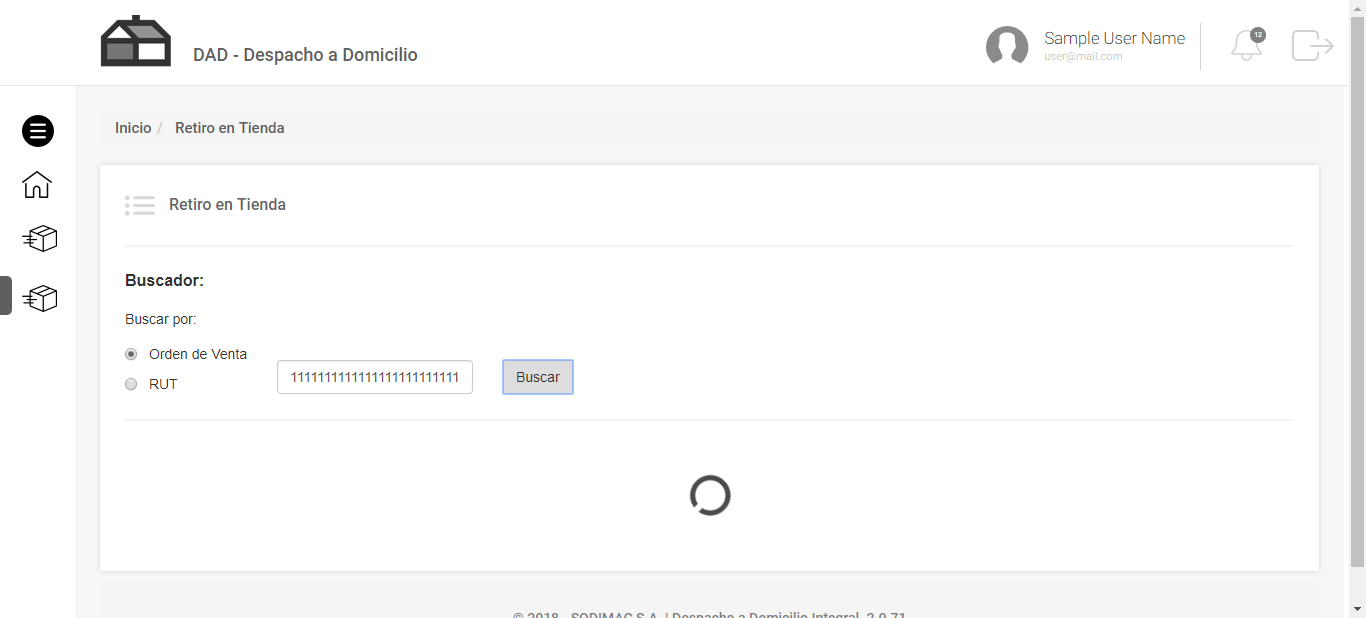 DAD - Despacho a Domicilio
Sample User Name
user@mail.com
12
Inicio / Retiro en Tienda
Retiro en Tienda
Buscador:
Buscar por:
Orden de Venta
RUT
1111111111111111111111111
Buscar
© 2018 - SODIMAC S.A. | Despacho a Domicilio Integral 2.0.71